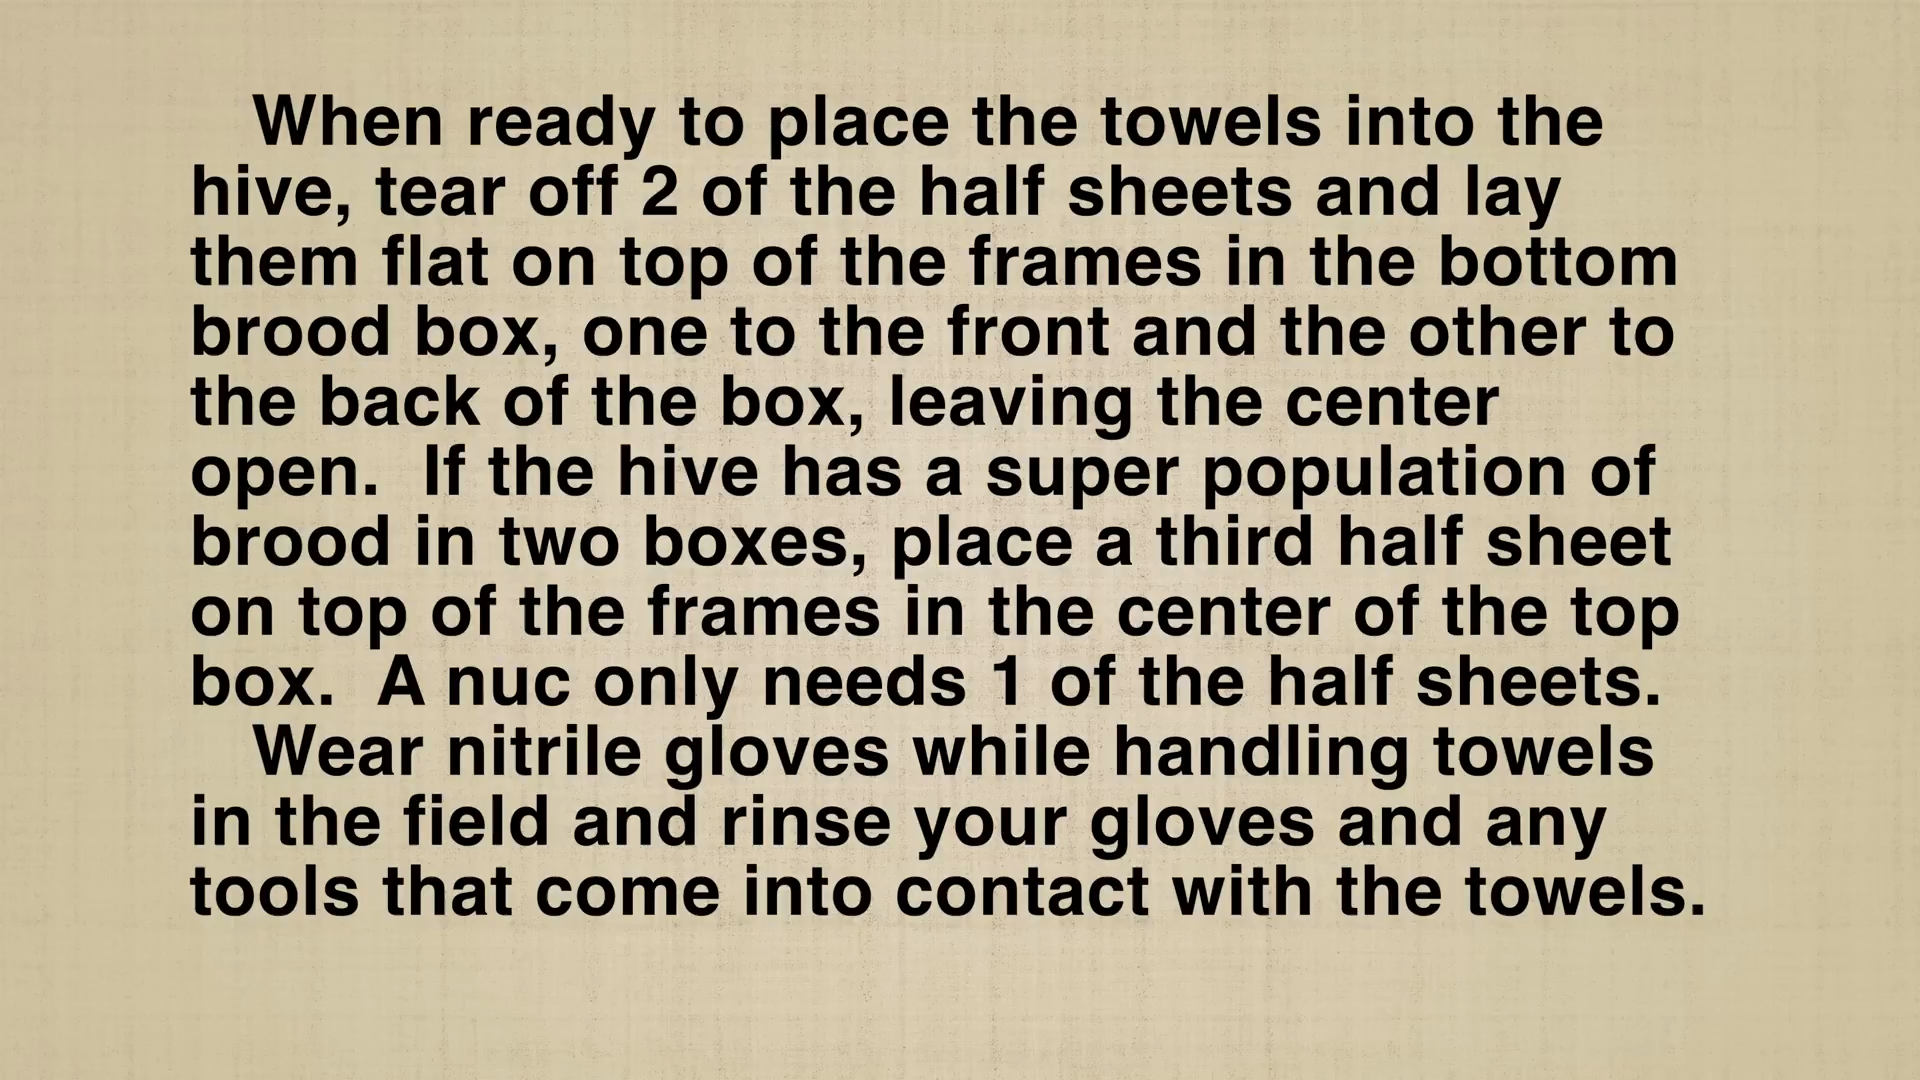 When ready to place the towels into the
hive, tear off 2 of the half sheets and lay
them flat on top of the frames in the bottom
brood box, one to the front and the other to
the back of the box, leaving the center
open.  If the hive has a super population of
brood in two boxes, place a third half sheet
on top of the frames in the center of the top
box.  A nuc only needs 1 of the half sheets.
Wear nitrile gloves while handling towels
in the field and rinse your gloves and any
tools that come into contact with the towels.